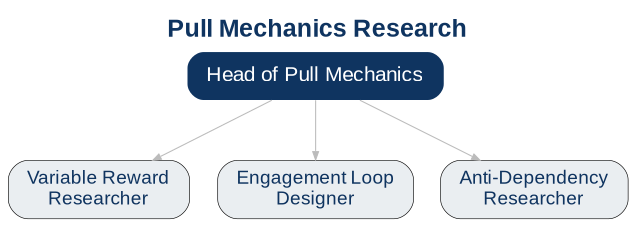 Pull Mechanics Research
Head of Pull Mechanics
Variable Reward
Researcher
Engagement Loop
Designer
Anti-Dependency
Researcher